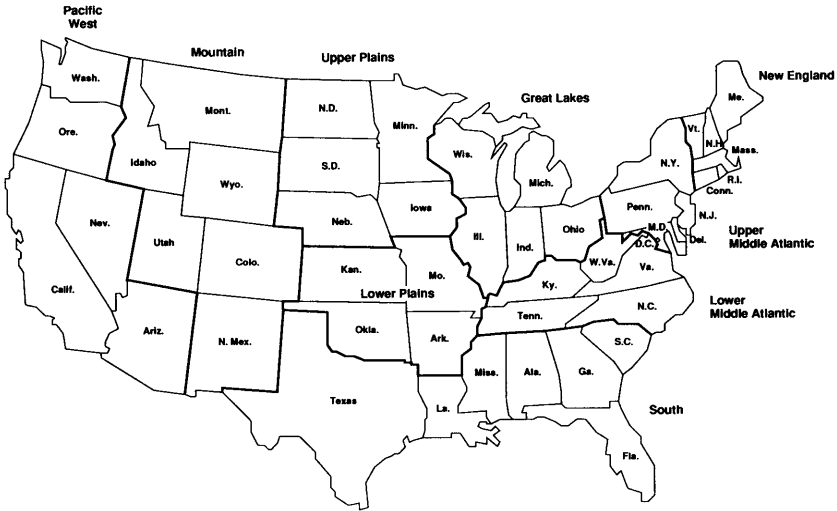 Pacific
West
Mountain
Upper Plains
Great Lakes
New England
Wash.
Mont.
N.D.
Minn.
Me.
Ore.
Idaho
Wis.
Vt.
N.H.
Mass.
S.D.
Mich.
N.Y.
R.I.
Conn.
Wyo.
Nev.
Utah
Neb.
Iowa
Ill.
Ind.
Ohio
Penn.
N.J.
M.D.
D.C.
Del.
Upper
Middle Atlantic
Calif.
Colo.
Kan.
Mo.
W.Va.
Va.
Ky.
Lower Plains
Lower
Middle Atlantic
N.C.
Tenn.
Ariz.
N. Mex.
Okla.
Ark.
S.C.
Miss.
Ala.
Ga.
Texas
La.
South
Fla.